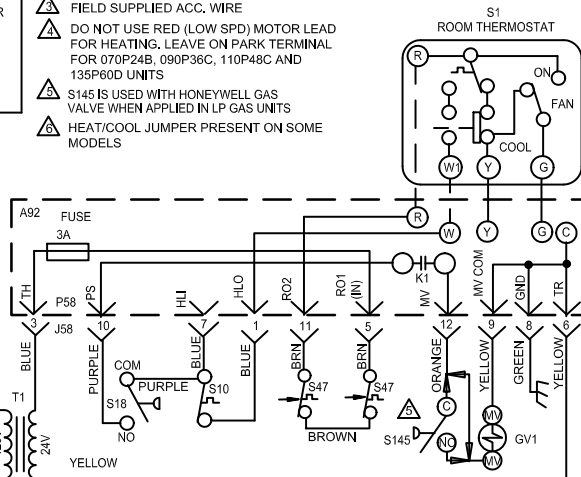 R
3 FIELD SUPPLIED ACC. WIRE
4 DO NOT USE RED (LOW SPD) MOTOR LEAD
FOR HEATING. LEAVE ON PARK TERMINAL
FOR 070P24B, 090P36C, 110P48C AND
135P60D UNITS
5 S145 IS USED WITH HONEYWELL GAS
VALVE WHEN APPLIED IN LP GAS UNITS
6 HEAT/COOL JUMPER PRESENT ON SOME
MODELS
S1
ROOM THERMOSTAT
R
ON
FAN
COOL
W1 Y G
A92 FUSE
3A
R
W Y G C
K1
TH PS HLI HLO RO2 RO1 (IN) MV MV COM GND TR
P58
3 J58 10 7 1 11 5 12 9 8 6
BLUE PURPLE BLUE BLUE BRN BRN ORANGE YELLOW GREEN YELLOW
COM
PURPLE S10 S47 S47
T1
S18
5
C
MV
NO
BROWN
S145
NC
GV1
24V
YELLOW
MV